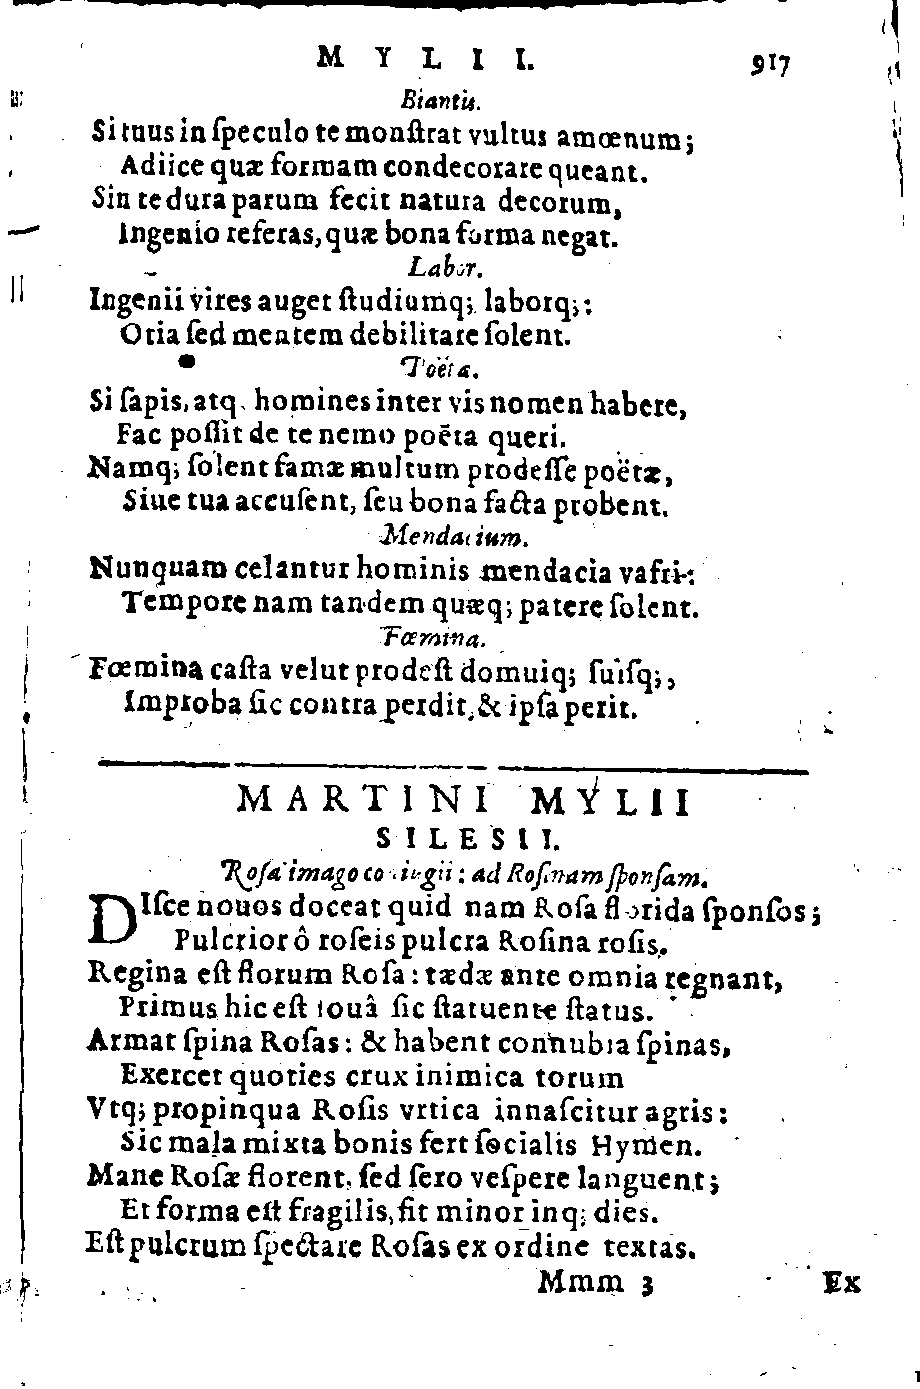 MYLII I. 917
Biantis.
Si tuus in ſpeculo te monſtrat vultus amœnum;
Adiice quæ formam condecorare queant.
Sin te dura parum fecit natura decorum,
Ingenio referas, quæ bona forma negat.
Labor.
Ingenii vires auget ſtudiumq; laborq;:
Otia ſed mentem debilitare ſolent.
Poëta.
Si ſapis, atq. homines inter vis nomen habere,
Fac poſſit de te nemo poëta queri.
Namq; ſolent famæ multum prodeſſe poëtæ,
Siue tua accuſent, ſeu bona facta probent.
Mendacium.
Nunquam celantur hominis mendacia vafri:
Tempore nam tandem quæq; patere ſolent.
Fœmina.
Fœmina caſta velut prodeſt domuiq; ſuiſq;,
Improba ſic contra perdit, & ipſa perit.
MARTINI MYLII
SILESII.
Roſa imago coniugii: ad Roſinam ſponſam.
DIſce nouos doceat quid nam Roſa florida ſponſos;
Pulcrior ô roſeis pulcra Roſina roſis.
Regina eſt florum Roſa: tædæ ante omnia regnant,
Primus hic eſt Iouâ ſic ſtatuente ſtatus.
Armat ſpina Roſas: & habent connubia ſpinas,
Exercet quoties crux inimica torum
Vtq; propinqua Roſis vrtica innaſcitur agris:
Sic mala mixta bonis fert ſocialis Hymen.
Mane Roſæ florent, ſed ſero veſpere languent;
Et forma eſt fragilis, fit minor inq; dies.
Eſt pulcrum ſpectare Roſas ex ordine textas.
Mmm 3 Ex